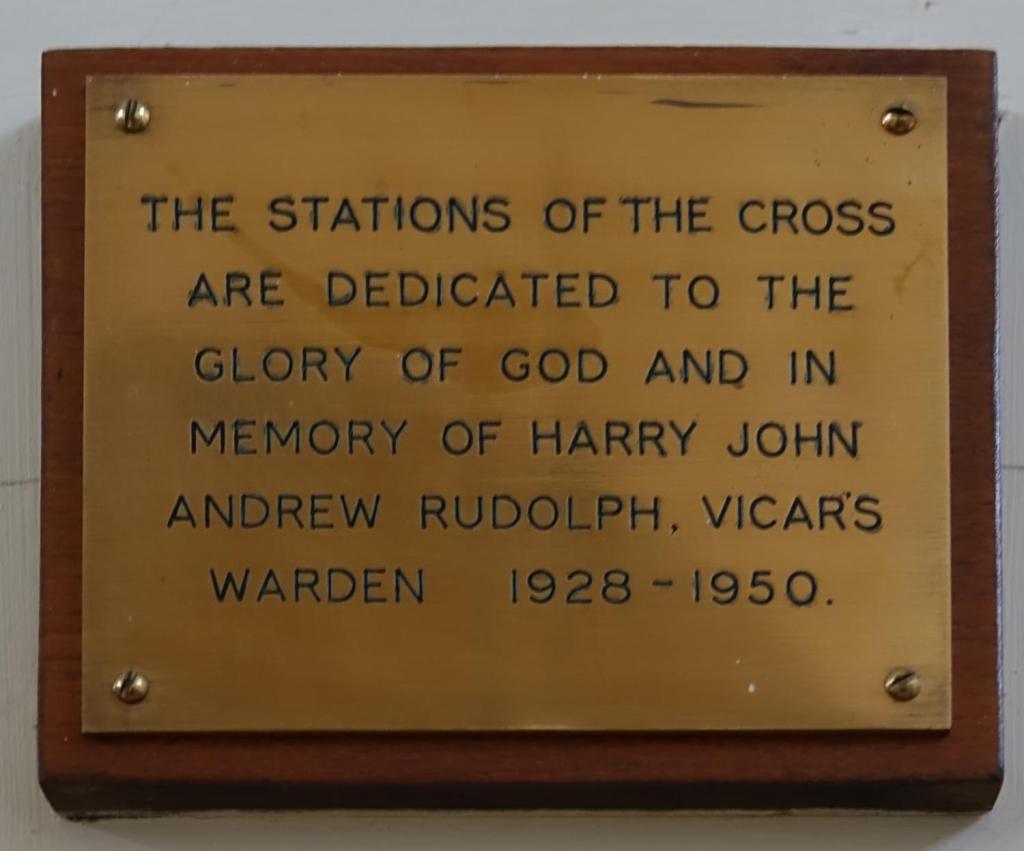 THE STATIONS OF THE CROSS
ARE DEDICATED TO THE
GLORY OF GOD AND IN
MEMORY OF HARRY JOHN
ANDREW RUDOLPH, VICAR'S
WARDEN 1928-1950.